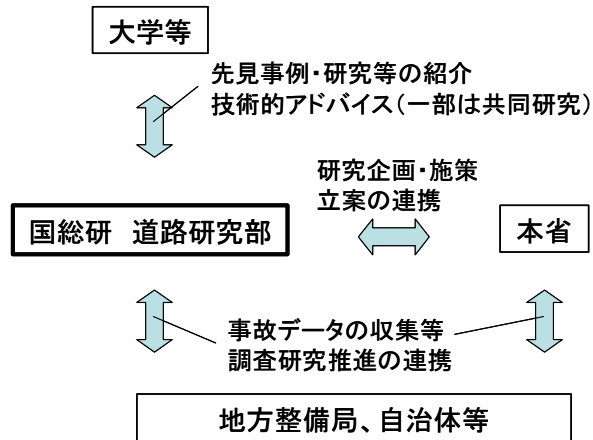 大学等
先見事例・研究等の紹介
技術的アドバイス(一部は共同研究)
研究企画・施策
立案の連携
国総研 道路研究部
本省
事故データの収集等
調査研究推進の連携
地方整備局、自治体等